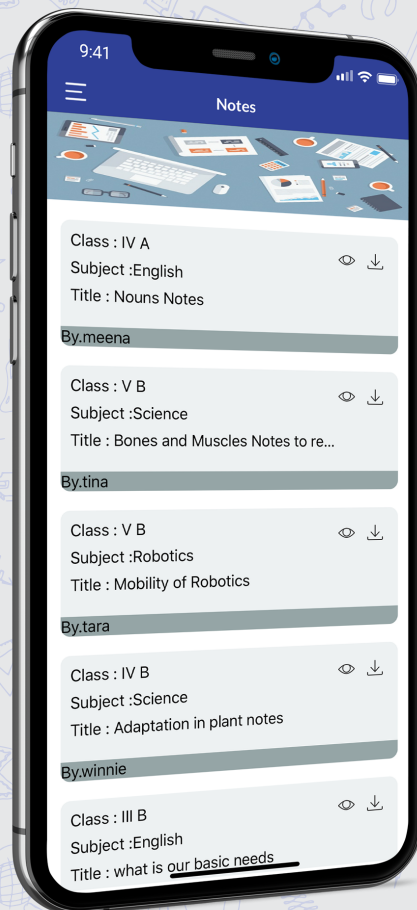 9:41
Notes
Class : IV A
Subject :English
Title : Nouns Notes
By.meena
Class : V B
Subject :Science
Title : Bones and Muscles Notes to re...
By.tina
Class : V B
Subject :Robotics
Title : Mobility of Robotics
By.tara
Class : IV B
Subject :Science
Title : Adaptation in plant notes
By.winnie
Class : III B
Subject :English
Title : what is our basic needs